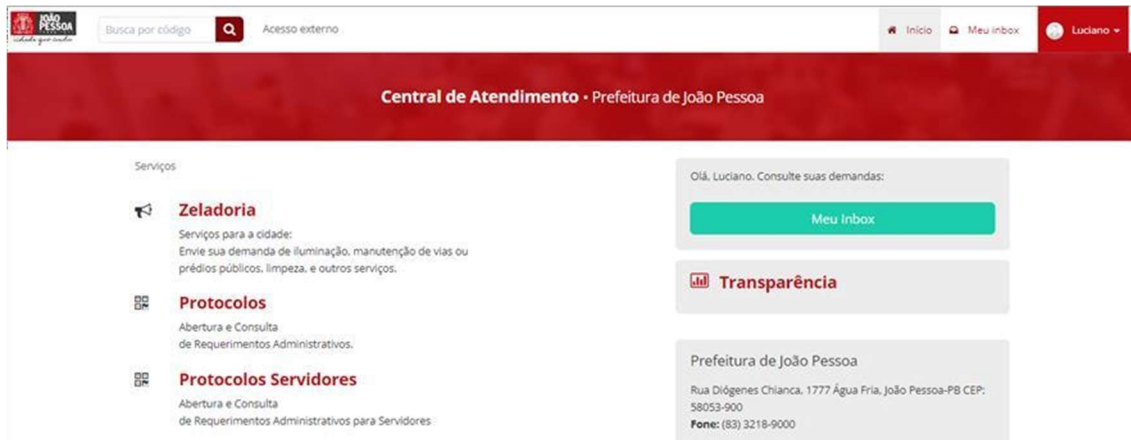 JOÃO
PESSOA
cidade que cuida
Busca por código
Acesso externo
Início
Meu inbox
Luciano
Central de Atendimento • Prefeitura de João Pessoa
Serviços
Zeladoria
Serviços para a cidade:
Envie sua demanda de iluminação, manutenção de vias ou
prédios públicos, limpeza, e outros serviços.
Protocolos
Abertura e Consulta
de Requerimentos Administrativos.
Protocolos Servidores
Abertura e Consulta
de Requerimentos Administrativos para Servidores
Olá, Luciano. Consulte suas demandas:
Meu Inbox
Transparência
Prefeitura de João Pessoa
Rua Diógenes Chianca, 1777 Água Fria, João Pessoa-PB CEP:
58053-900
Fone: (83) 3218-9000